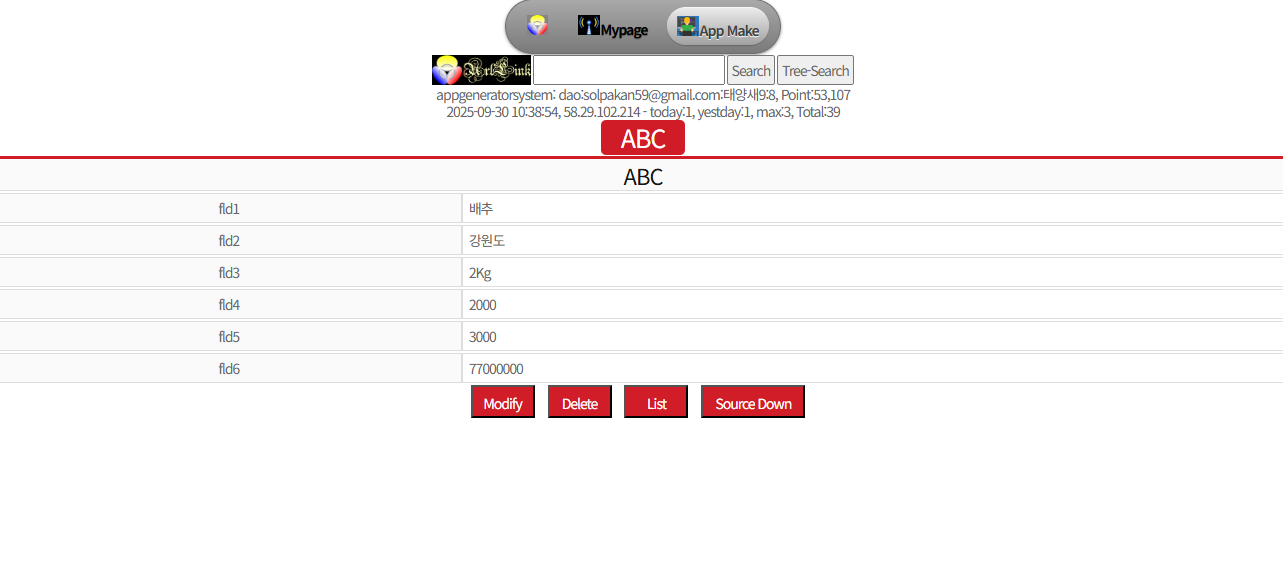 Mypage App Make
UrlLink Search Tree-Search
appgeneratorsystem: dao:solpakan59@gmail.com:태양새9:8, Point:53,107
2025-09-30 10:38:54, 58.29.102.214 - today:1, yestday:1, max:3, Total:39
ABC
ABC
fld1 배추
fld2 강원도
fld3 2Kg
fld4 2000
fld5 3000
fld6 77000000
Modify Delete List Source Down